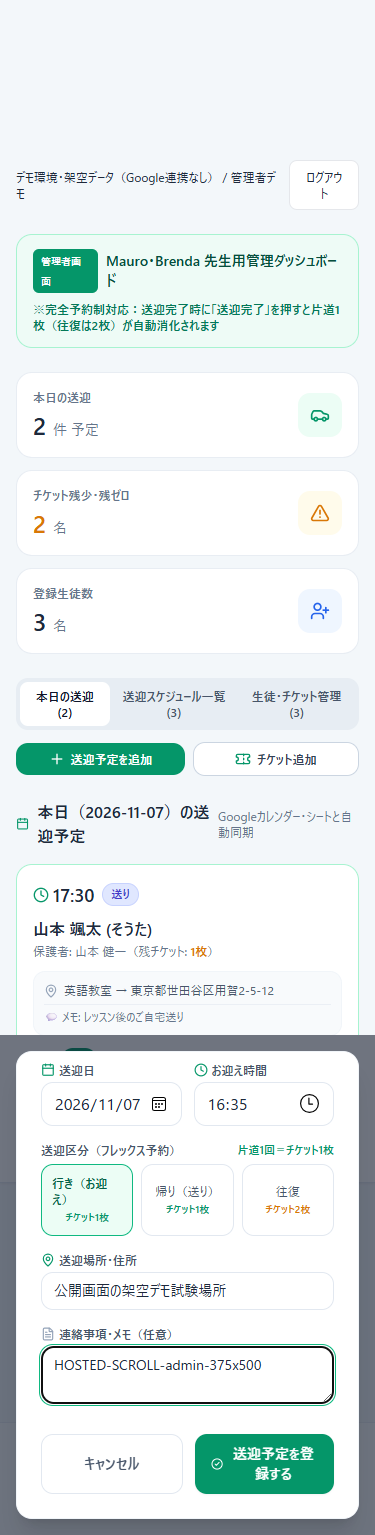 デモ環境・架空データ（Google連携なし） / 管理者デ
モ
ログアウ
ト
管理者画
面
Mauro・Brenda 先生用管理ダッシュボー
ド
※完全予約制対応：送迎完了時に「送迎完了」を押すと片道1
枚（往復は2枚）が自動消化されます
本日の送迎
2 件 予定
チケット残少・残ゼロ
2 名
登録生徒数
3 名
本日の送迎
(2)
送迎スケジュール一覧
(3)
生徒・チケット管理
(3)
送迎予定を追加
チケット追加
本日（2026-11-07）の送
迎予定
Googleカレンダー・シートと自
動同期
17:30 送り
山本 颯太 (そうた)
保護者: 山本 健一（残チケット: 1枚）
英語教室 → 東京都世田谷区用賀2-5-12
メモ: レッスン後のご自宅送り
送迎日
お迎え時間
2026/11/07
16:35
送迎区分（フレックス予約）
片道1回＝チケット1枚
行き（お迎
え）
チケット1枚
帰り（送り）
チケット1枚
往復
チケット2枚
送迎場所・住所
公開画面の架空デモ試験場所
連絡事項・メモ（任意）
HOSTED-SCROLL-admin-375x500
キャンセル
送迎予定を登
録する